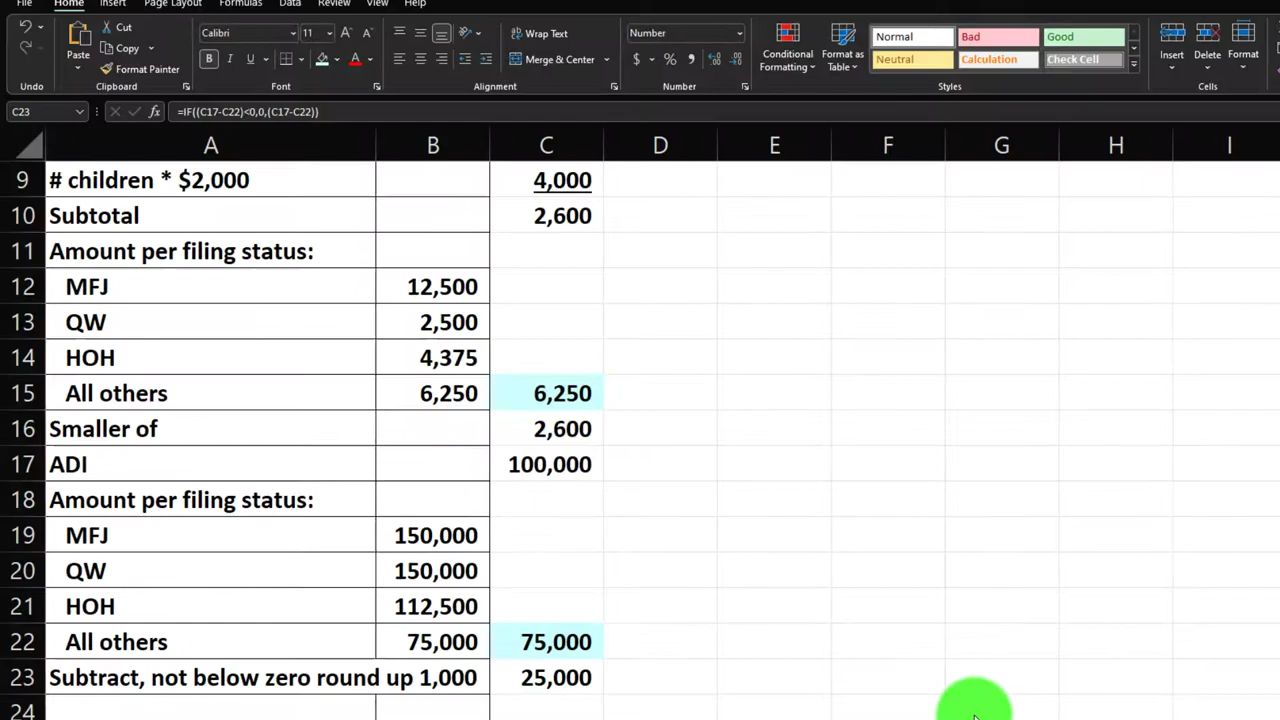 File Home Insert Page Layout Formulas Data Review View Help
Cut
Copy
Paste
Format Painter
Undo Clipboard
Calibri 11 A A
B I U A
Font
Wrap Text
Merge & Center
Alignment
Number
$ %
Number
Conditional Formatting
Format as Table
Normal Bad Good
Neutral Calculation Check Cell
Styles
Insert Delete Format
Cells
C23 fx =IF((C17-C22)<0,0,(C17-C22))
A B C D E F G H I
9 # children * $2,000 4,000
10 Subtotal 2,600
11 Amount per filing status:
12 MFJ 12,500
13 QW 2,500
14 HOH 4,375
15 All others 6,250 6,250
16 Smaller of 2,600
17 ADI 100,000
18 Amount per filing status:
19 MFJ 150,000
20 QW 150,000
21 HOH 112,500
22 All others 75,000 75,000
23 Subtract, not below zero round up 1,000 25,000
24